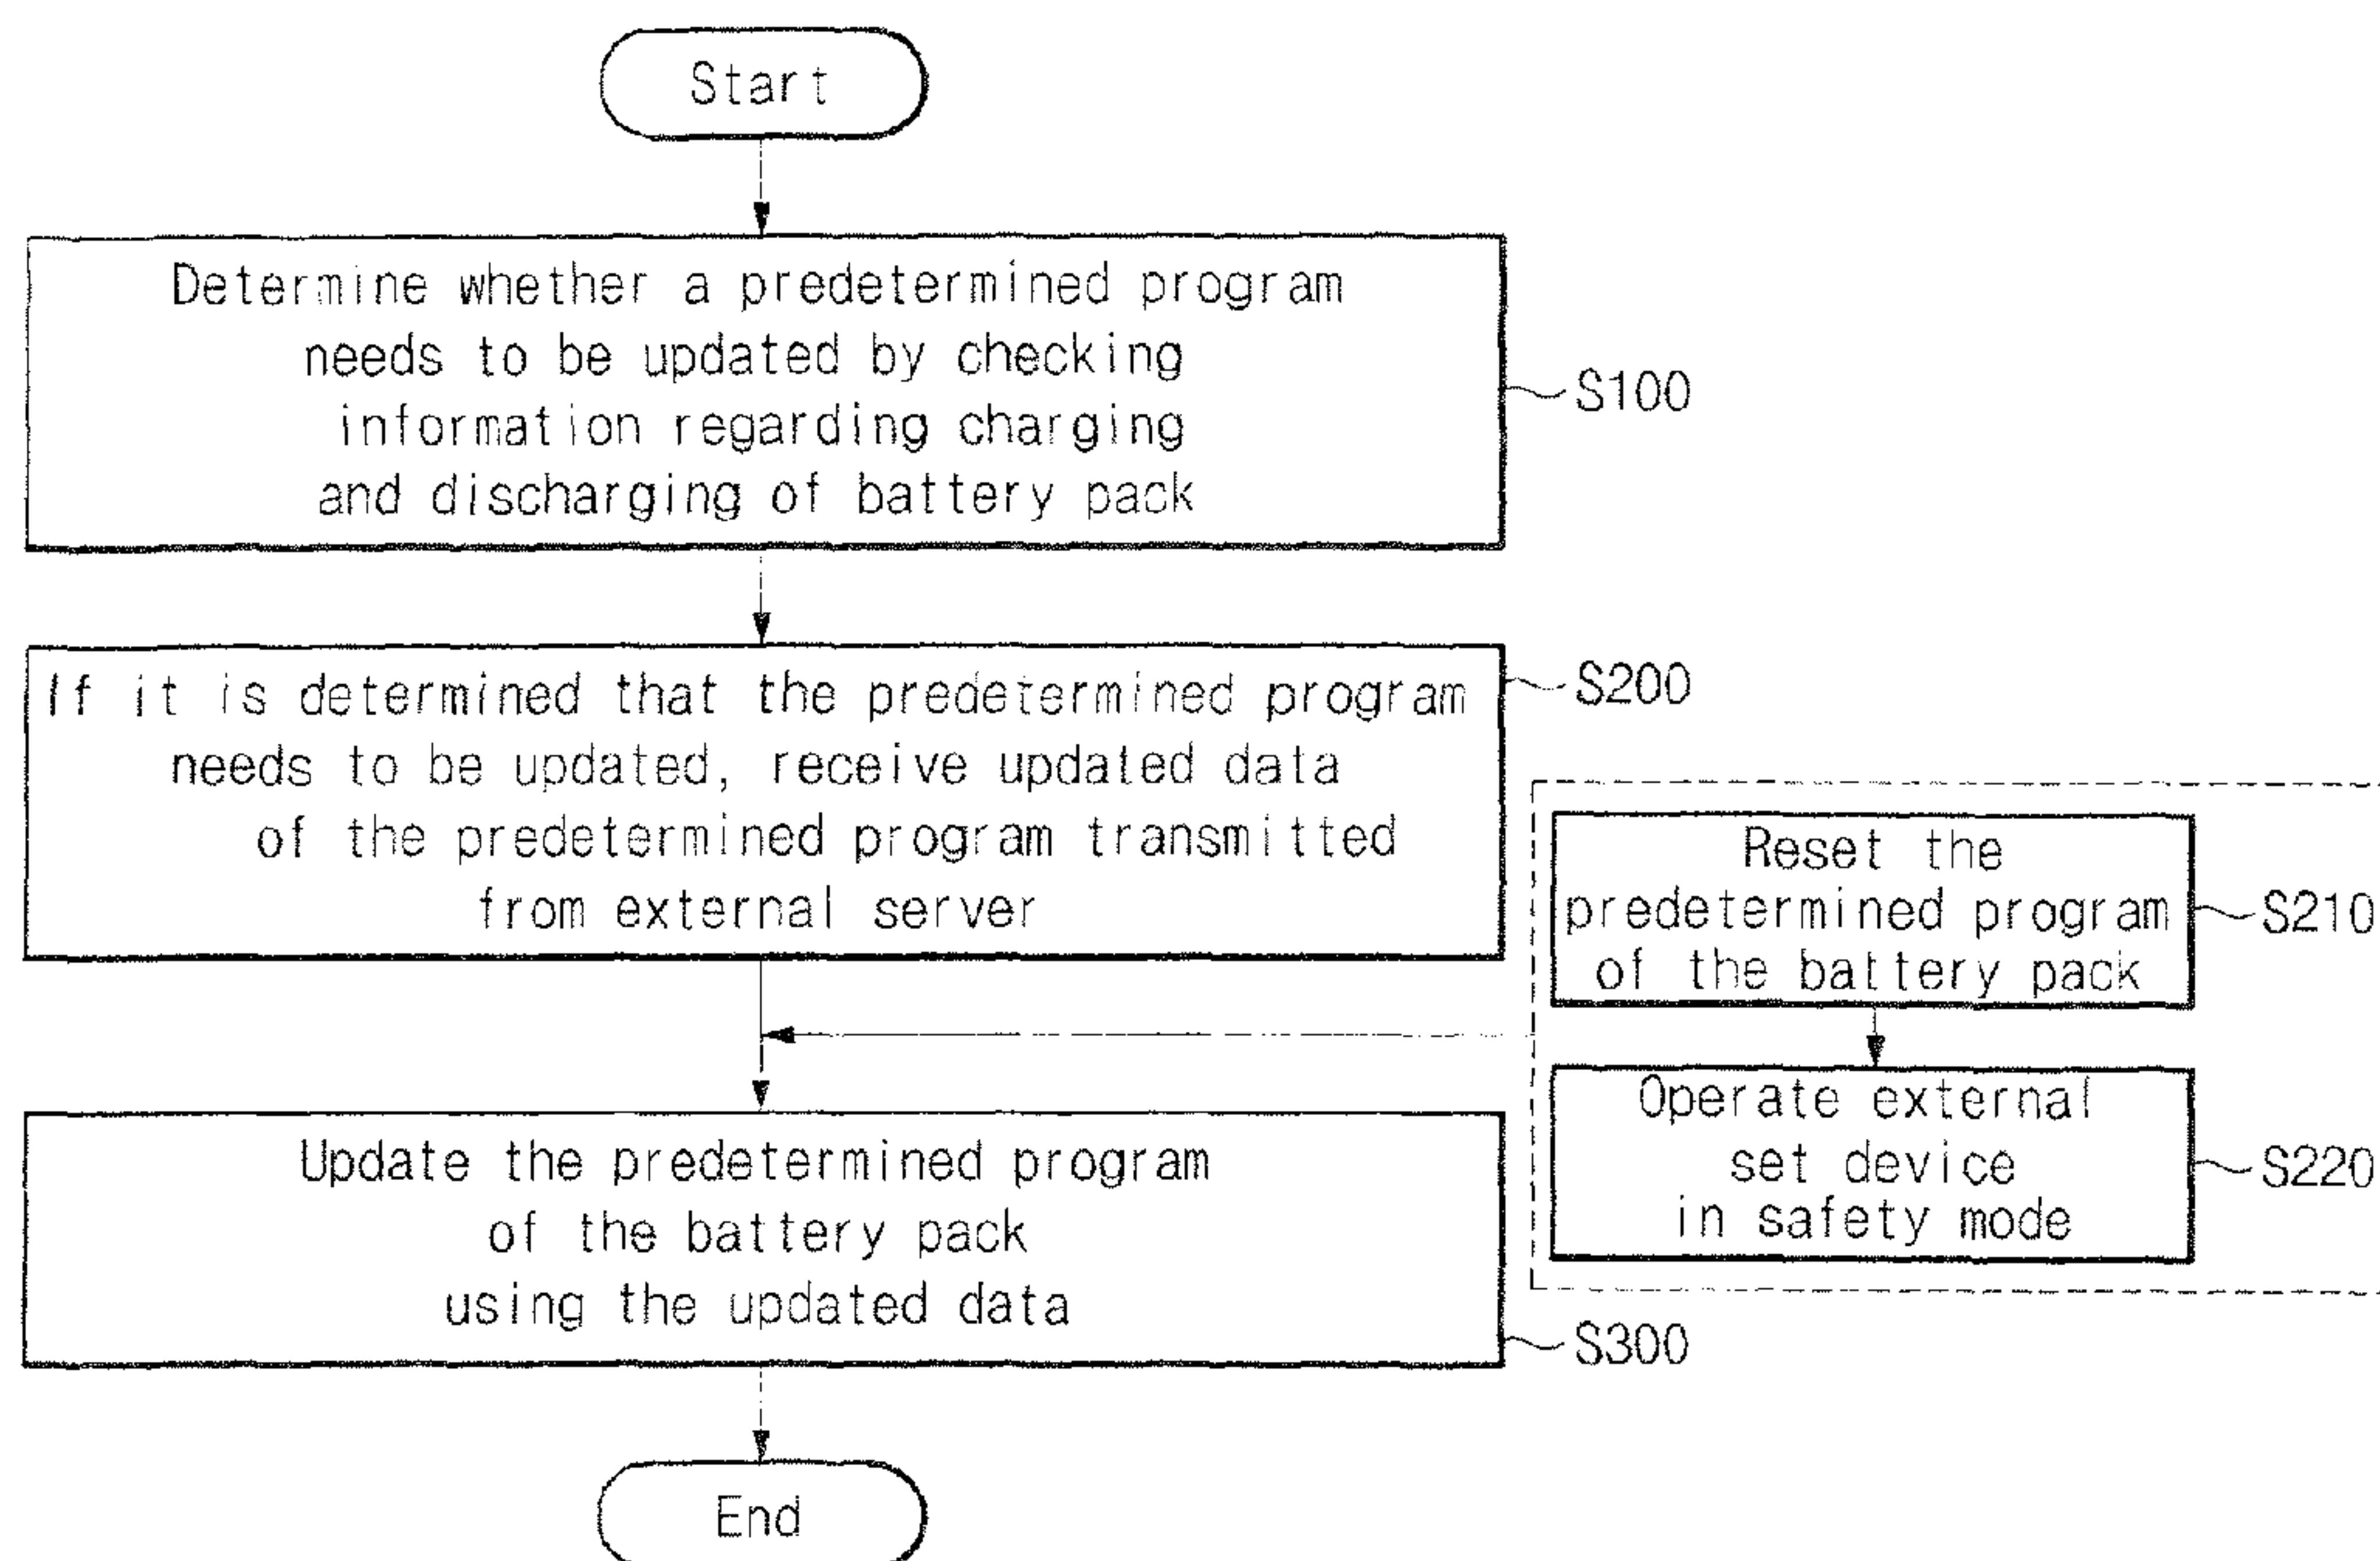 Start
Determine whether a predetermined program
needs to be updated by checking
information regarding charging
and discharging of battery pack
S100
If it is determined that the predetermined program
needs to be updated, receive updated data
of the predetermined program transmitted
from external server
S200
Reset the
predetermined program
of the battery pack
S210
Operate external
set device
in safety mode
S220
Update the predetermined program
of the battery pack
using the updated data
S300
End